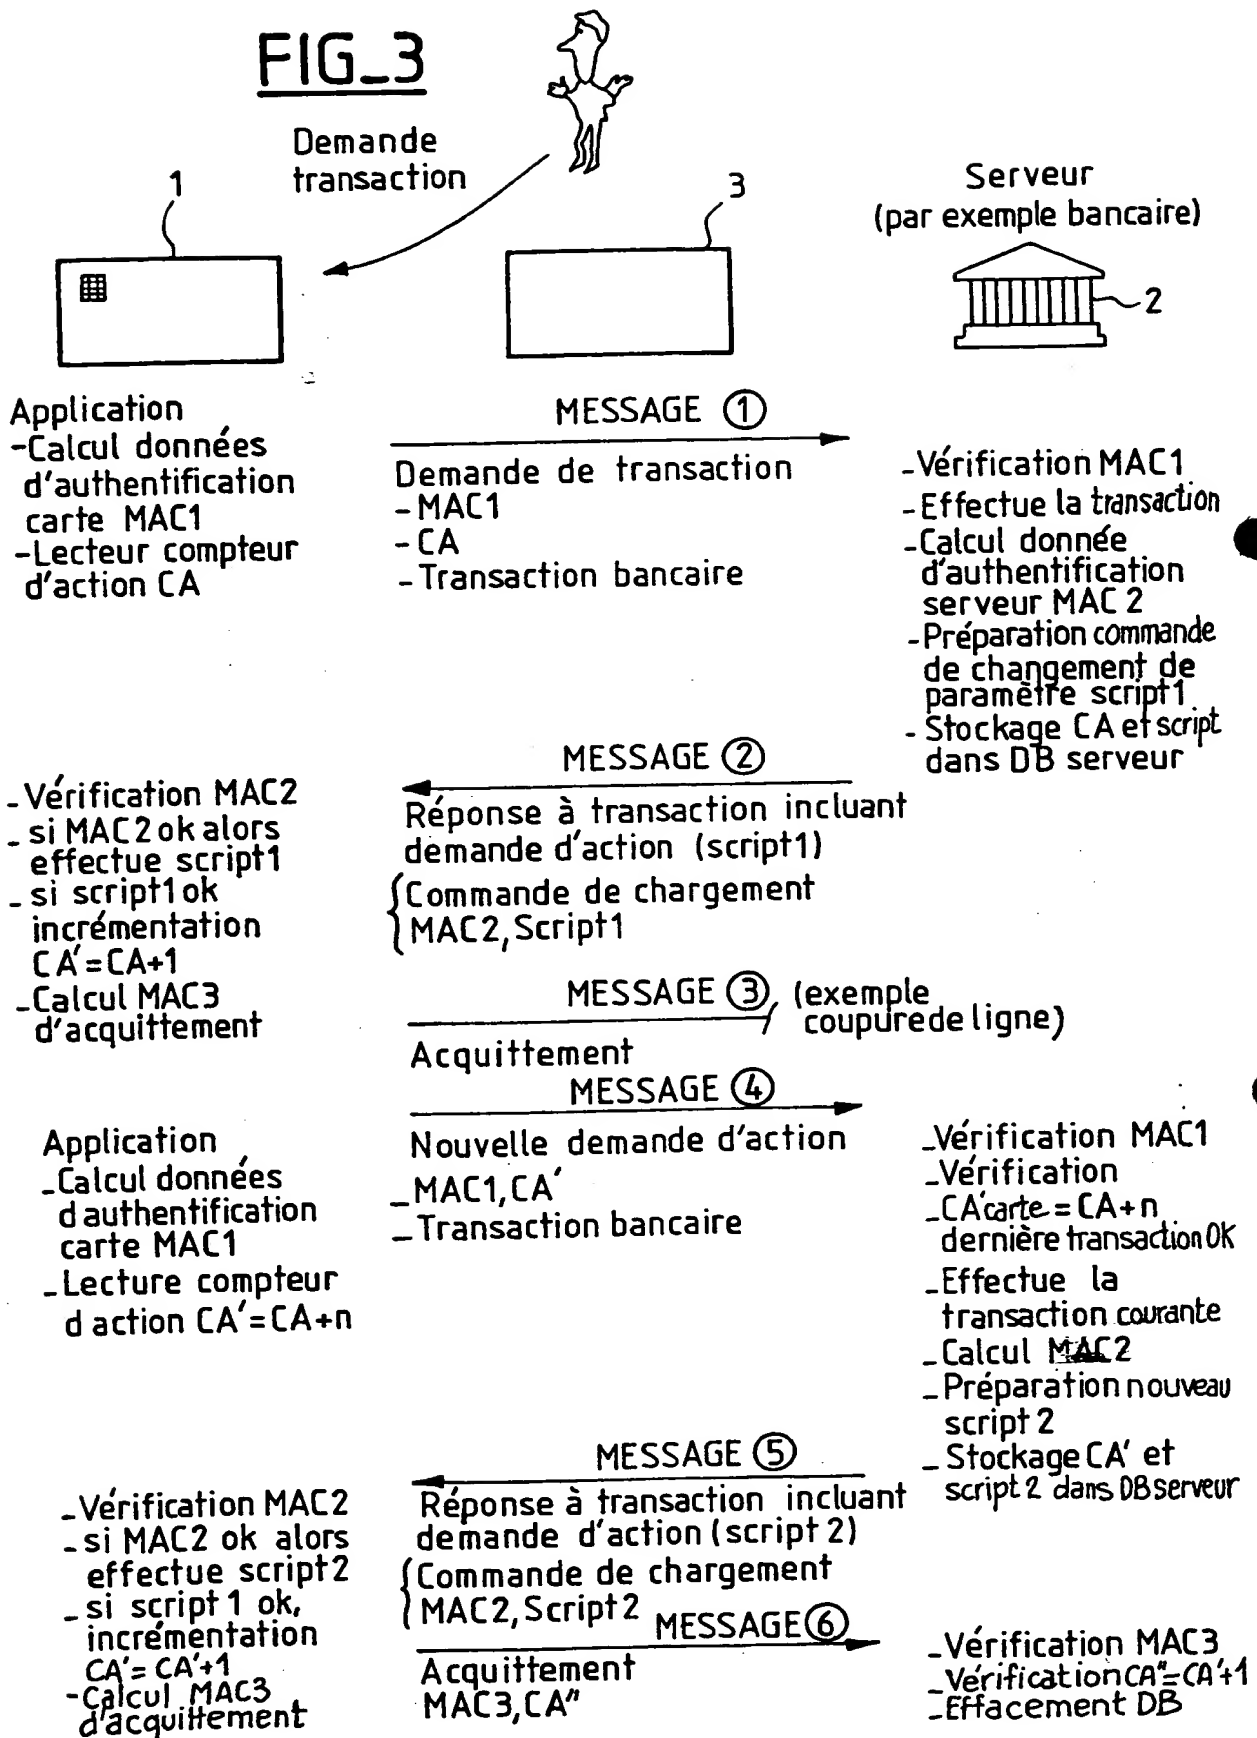 FIG_3
Demande
transaction
1
3
Serveur
(par exemple bancaire)
2
Application
-Calcul données
d'authentification
carte MAC1
-Lecteur compteur
d'action CA
MESSAGE ①
Demande de transaction
-MAC1
-CA
-Transaction bancaire
-Vérification MAC1
-Effectue la transaction
-Calcul donnée
d'authentification
serveur MAC 2
-Préparation commande
de changement de
paramètre script1
- Stockage CA et script
dans DB serveur
MESSAGE ②
Réponse à transaction incluant
demande d'action (script1)
Commande de chargement
MAC2, Script1
- Vérification MAC2
- si MAC2 ok alors
effectue script1
- si script1 ok
incrémentation
CA'=CA+1
-Calcul MAC3
d'acquittement
MESSAGE ③ (exemple
coupure de ligne)
Acquittement
MESSAGE ④
Nouvelle demande d'action
-MAC1, CA'
-Transaction bancaire
Application
-Calcul données
d authentification
carte MAC1
-Lecture compteur
d action CA'=CA+n
-Vérification MAC1
-Vérification
-CA'carte=CA+n
dernière transaction OK
-Effectue la
transaction courante
-Calcul MAC2
-Préparation nouveau
script 2
- Stockage CA' et
script 2 dans DB serveur
MESSAGE ⑤
Réponse à transaction incluant
demande d'action (script 2)
Commande de chargement
MAC2, Script2
-Vérification MAC2
-si MAC2 ok alors
effectue script2
- si script 1 ok,
incrémentation
CA'= CA'+1
-Calcul MAC3
d'acquittement
MESSAGE ⑥
Acquittement
MAC3, CA"
-Vérification MAC3
-Vérification CA"=CA'+1
-Effacement DB